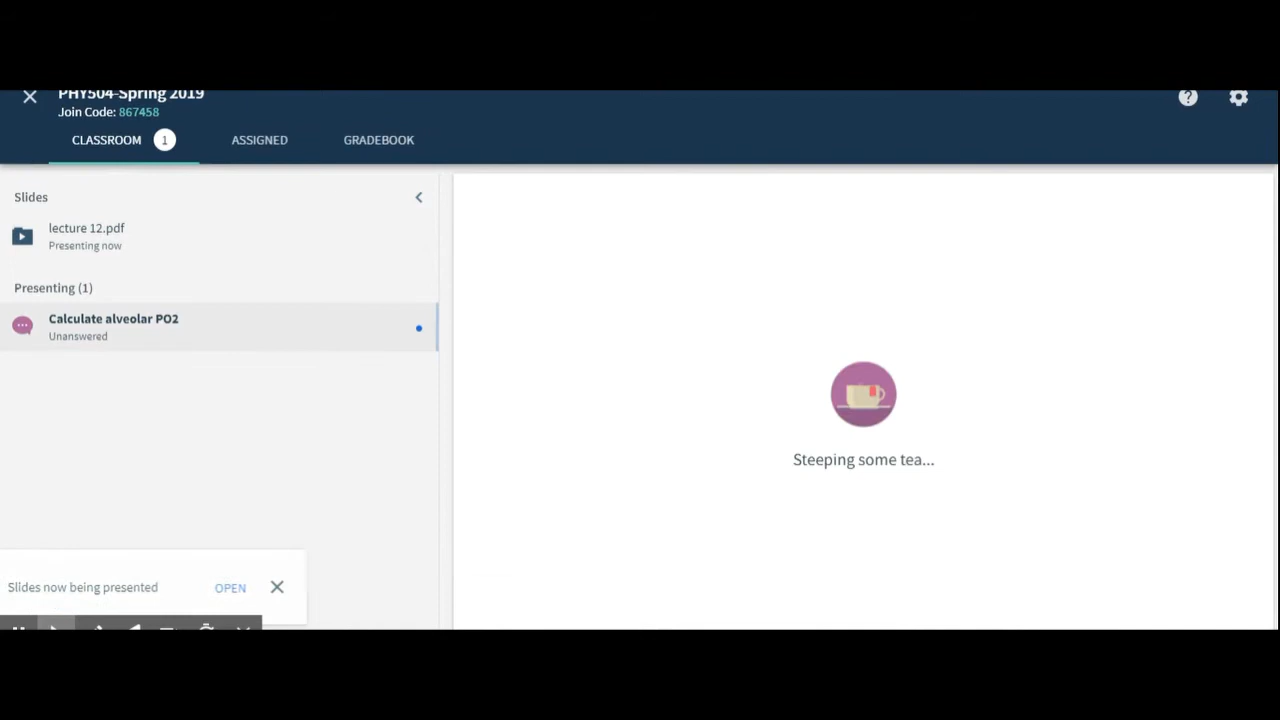 PHY504-Spring 2019
Join Code: 867458
CLASSROOM 1 ASSIGNED GRADEBOOK
Slides
lecture 12.pdf
Presenting now
Presenting (1)
Calculate alveolar PO2
Unanswered
Steeping some tea...
Slides now being presented OPEN